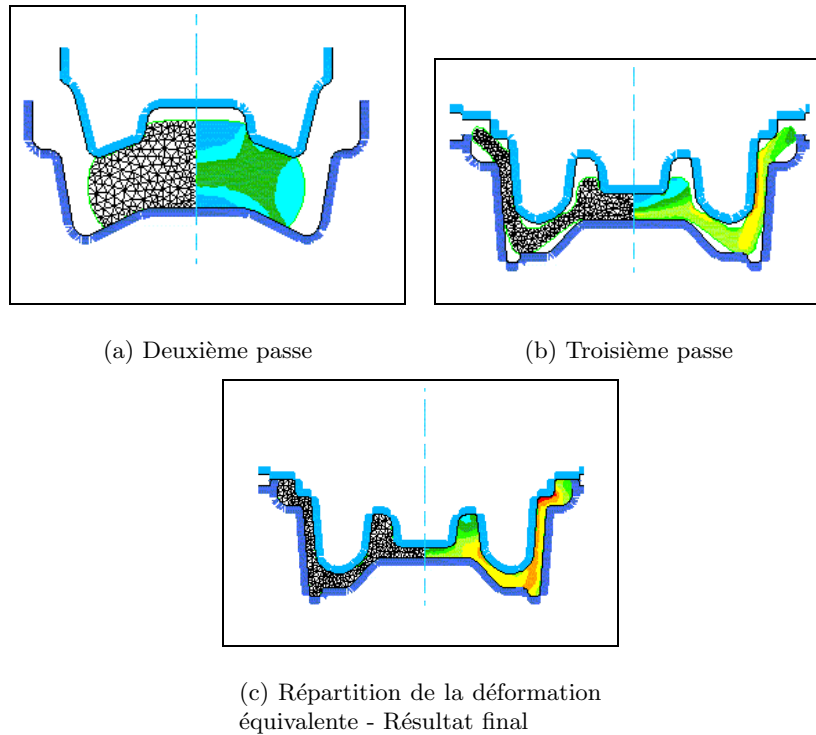 (a) Deuxième passe
(b) Troisième passe
(c) Répartition de la déformation
équivalente - Résultat final